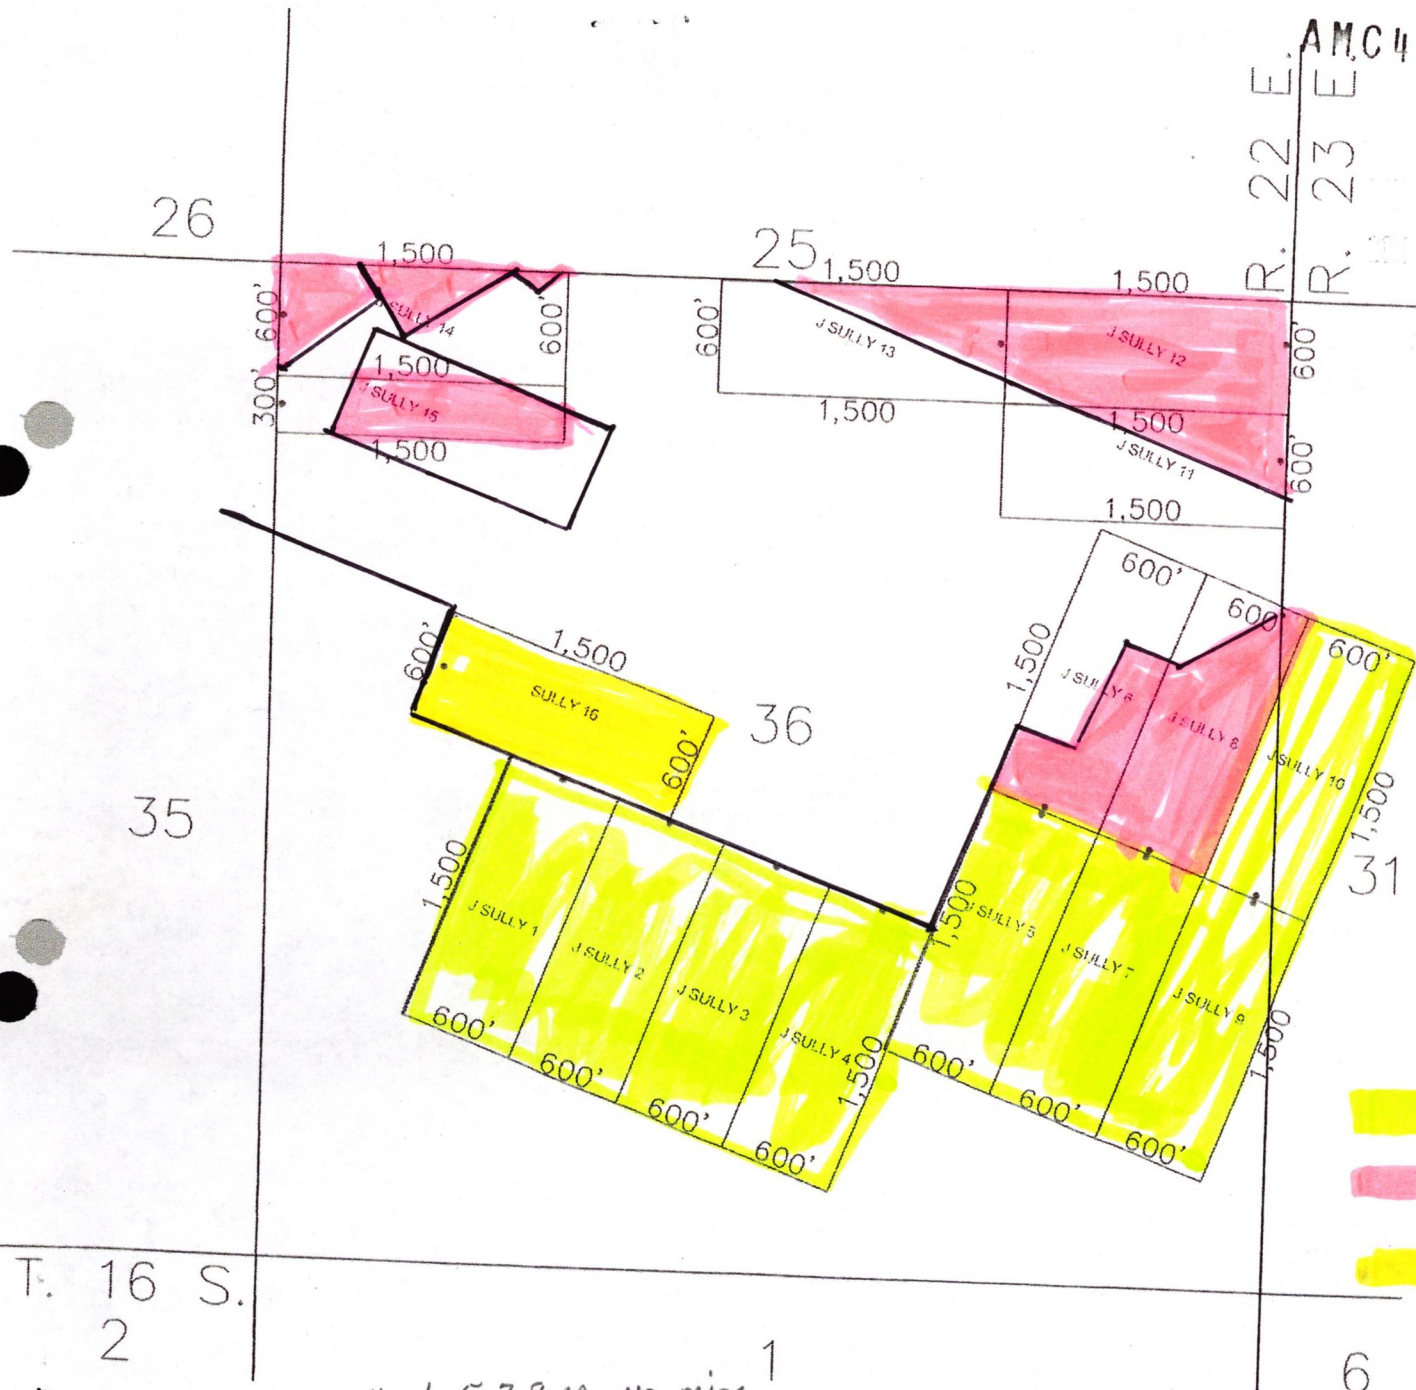 AMC4
R. 22 E.
R. 23 E.
26
25
1,500
1,500
1,500
600'
J SULLY 14
600'
600'
J SULLY 13
J SULLY 12
600'
1,500
300'
J SULLY 15
1,500
1,500
1,500
J SULLY 11
600'
1,500
600'
600'
600'
1,500
600'
1,500
J SULLY 6
SULLY 16
36
J SULLY 8
600'
J SULLY 10
1,500
35
31
1,500
J SULLY 1
1,500
J SULLY 5
J SULLY 2
J SULLY 7
J SULLY 3
J SULLY 9
J SULLY 4
600'
1,500
1,500
600'
600'
600'
600'
600'
600'
T. 16 S.
2
1
6